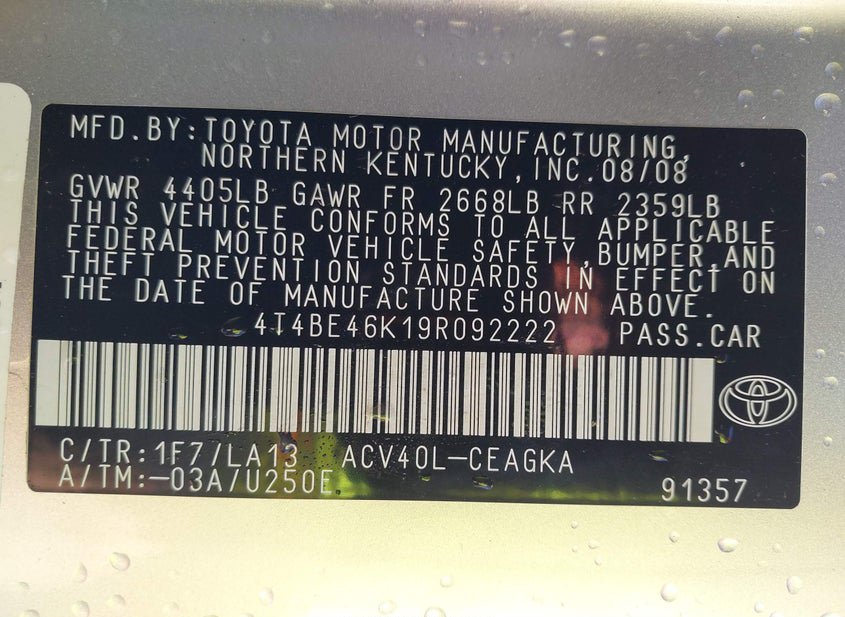 MFD.BY:TOYOTA MOTOR MANUFACTURING,
NORTHERN KENTUCKY,INC.08/08
GVWR 4405LB GAWR FR 2668LB RR 2359LB
THIS VEHICLE CONFORMS TO ALL APPLICABLE
FEDERAL MOTOR VEHICLE SAFETY,BUMPER,AND
THEFT PREVENTION STANDARDS IN EFFECT ON
THE DATE OF MANUFACTURE SHOWN ABOVE.
4T4BE46K19R092222 PASS.CAR
C/TR:1F7/LA13 ACV40L-CEAGKA
A/TM:-03A/U250E 91357